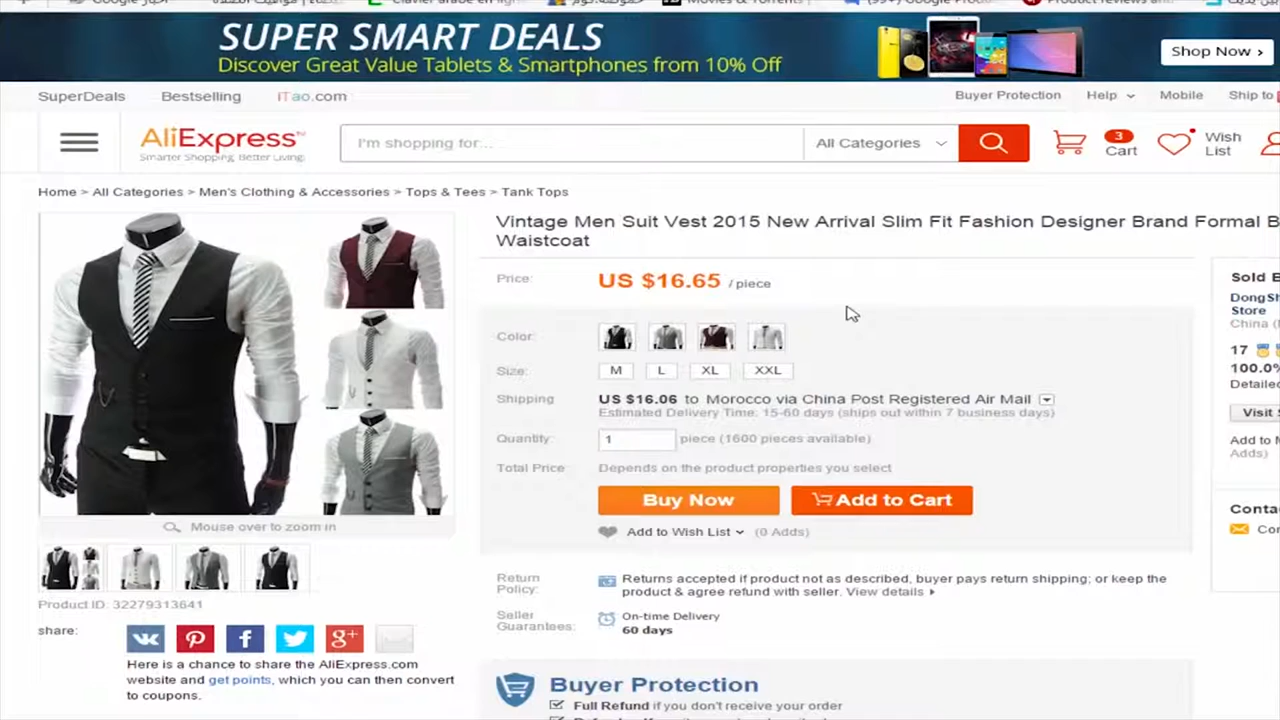 SUPER SMART DEALS
Discover Great Value Tablets & Smartphones from 10% Off
Shop Now ›
SuperDeals Bestselling iTao.com Buyer Protection Help Mobile Ship to
AliExpress™
Smarter Shopping, Better Living.
I'm shopping for...
All Categories
3
Cart
Wish
List
Home > All Categories > Men's Clothing & Accessories > Tops & Tees > Tank Tops
Vintage Men Suit Vest 2015 New Arrival Slim Fit Fashion Designer Brand Formal B
Waistcoat
Price: US $16.65 / piece
Color:
Size: M L XL XXL
Shipping US $16.06 to Morocco via China Post Registered Air Mail
Estimated Delivery Time: 15-60 days (ships out within 7 business days)
Quantity: 1 piece (1600 pieces available)
Total Price: Depends on the product properties you select
Buy Now Add to Cart
Add to Wish List (0 Adds)
Return
Policy:
Returns accepted if product not as described, buyer pays return shipping; or keep the
product & agree refund with seller. View details
Seller
Guarantees:
On-time Delivery
60 days
Buyer Protection
Full Refund if you don't receive your order
Mouse over to zoom in
Product ID: 32279313641
share:
Here is a chance to share the AliExpress.com
website and get points, which you can then convert
to coupons.
Sold B
DongSh
Store
China (
17
100.0%
Detailed
Visit
Add to
Adds)
Conta
Con